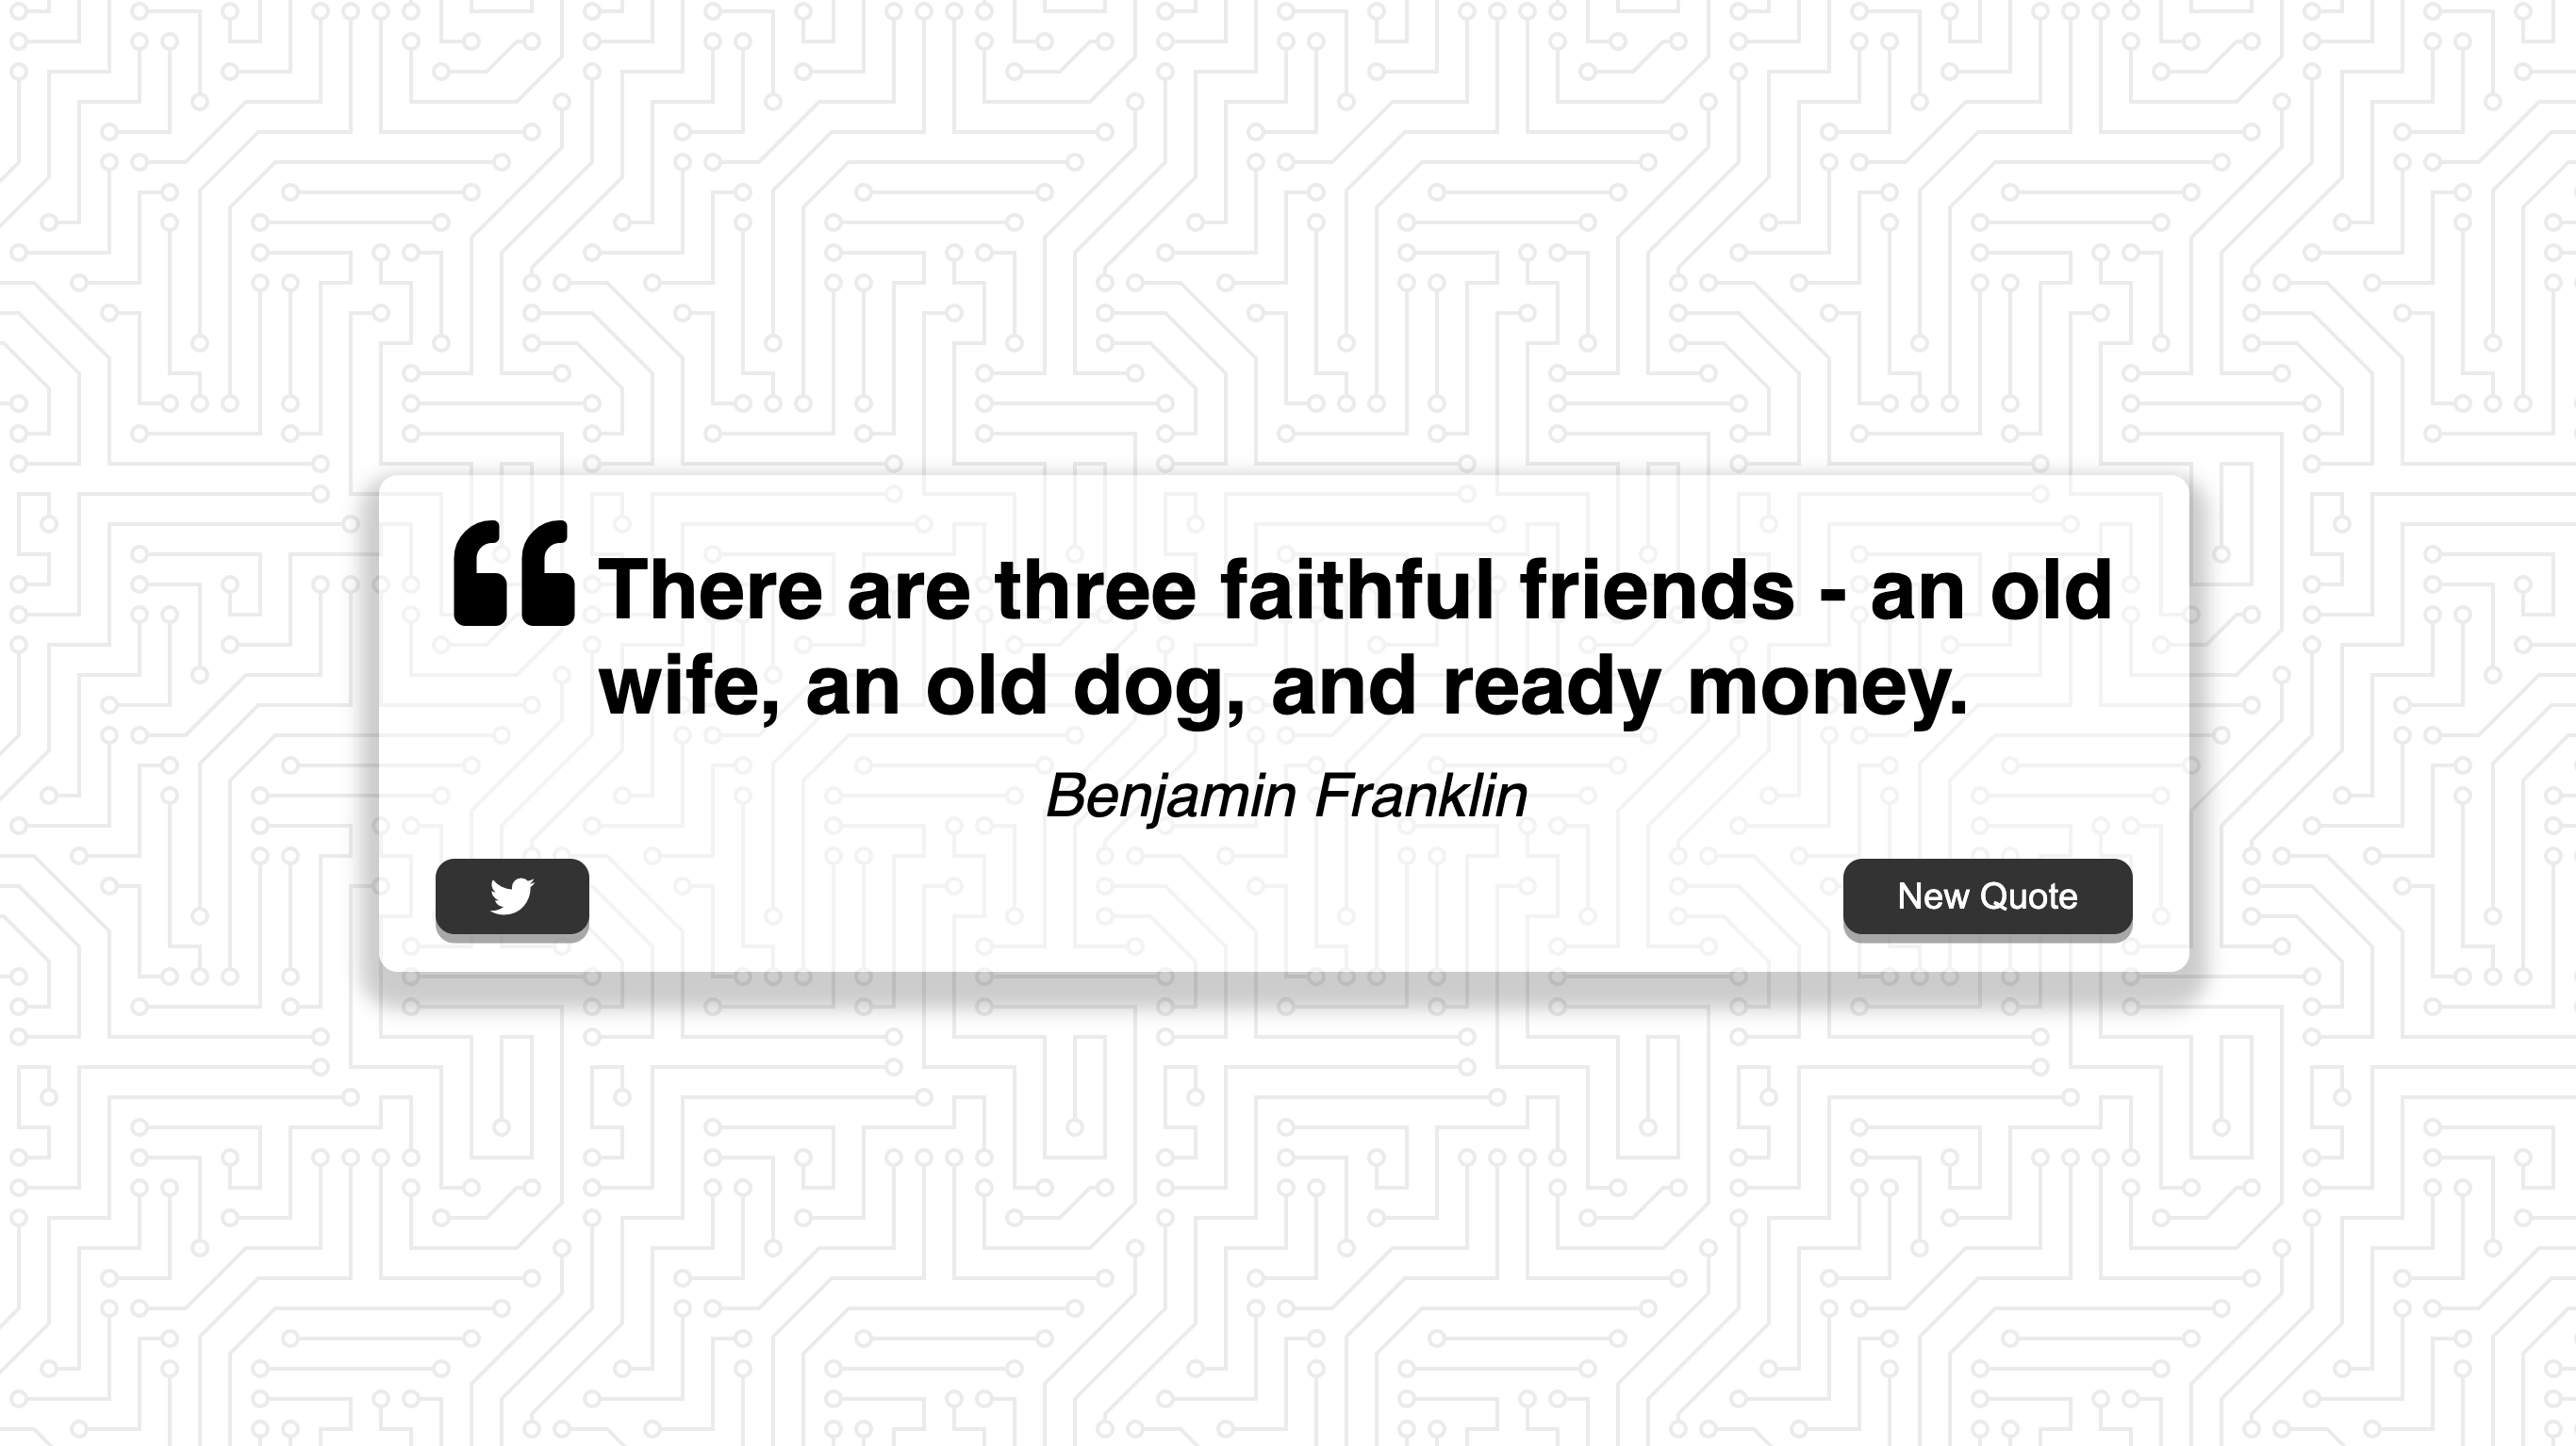 There are three faithful friends - an old
wife, an old dog, and ready money.
Benjamin Franklin
New Quote